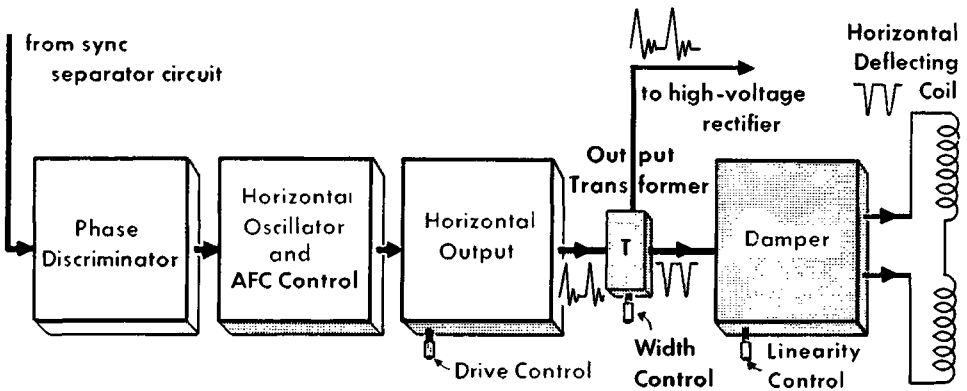 from sync
separator circuit
Phase
Discriminator
Horizontal
Oscillator
and
AFC Control
Horizontal
Output
Drive Control
to high-voltage
rectifier
Output
Transformer
T
Width
Control
Damper
Linearity
Control
Horizontal
Deflecting
Coil